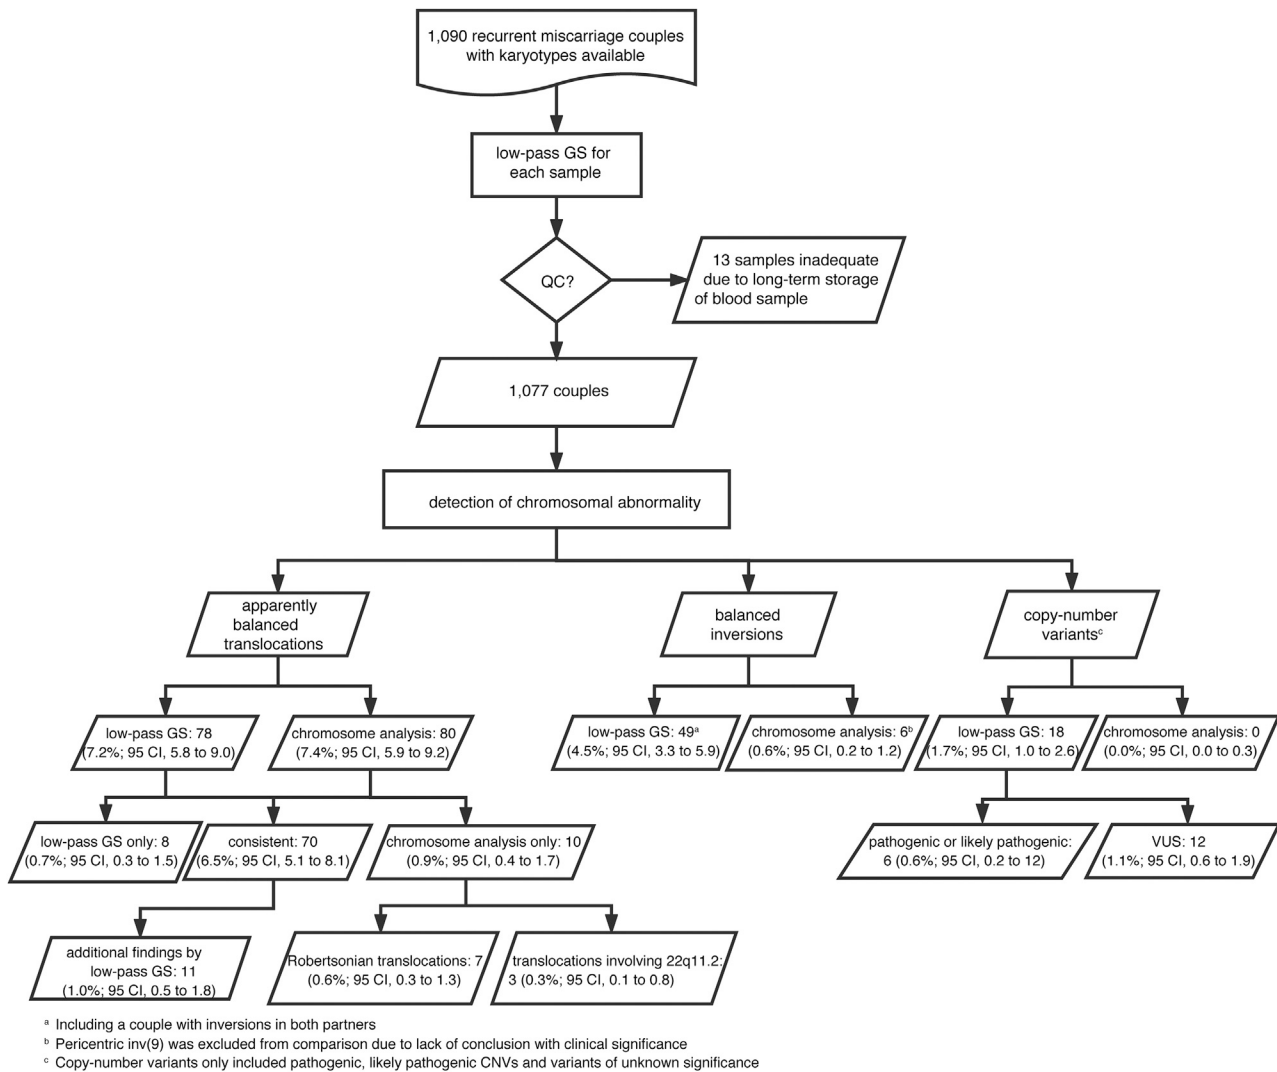 1,090 recurrent miscarriage couples
with karyotypes available
low-pass GS for
each sample
QC?
13 samples inadequate
due to long-term storage
of blood sample
1,077 couples
detection of chromosomal abnormality
apparently
balanced
translocations
balanced
inversions
copy-number
variantsᶜ
low-pass GS: 78
(7.2%; 95 CI, 5.8 to 9.0)
chromosome analysis: 80
(7.4%; 95 CI, 5.9 to 9.2)
low-pass GS: 49ᵃ
(4.5%; 95 CI, 3.3 to 5.9)
chromosome analysis: 6ᵇ
(0.6%; 95 CI, 0.2 to 1.2)
low-pass GS: 18
(1.7%; 95 CI, 1.0 to 2.6)
chromosome analysis: 0
(0.0%; 95 CI, 0.0 to 0.3)
low-pass GS only: 8
(0.7%; 95 CI, 0.3 to 1.5)
consistent: 70
(6.5%; 95 CI, 5.1 to 8.1)
chromosome analysis only: 10
(0.9%; 95 CI, 0.4 to 1.7)
pathogenic or likely pathogenic:
6 (0.6%; 95 CI, 0.2 to 12)
VUS: 12
(1.1%; 95 CI, 0.6 to 1.9)
additional findings by
low-pass GS: 11
(1.0%; 95 CI, 0.5 to 1.8)
Robertsonian translocations: 7
(0.6%; 95 CI, 0.3 to 1.3)
translocations involving 22q11.2:
3 (0.3%; 95 CI, 0.1 to 0.8)
ᵃ Including a couple with inversions in both partners
ᵇ Pericentric inv(9) was excluded from comparison due to lack of conclusion with clinical significance
ᶜ Copy-number variants only included pathogenic, likely pathogenic CNVs and variants of unknown significance